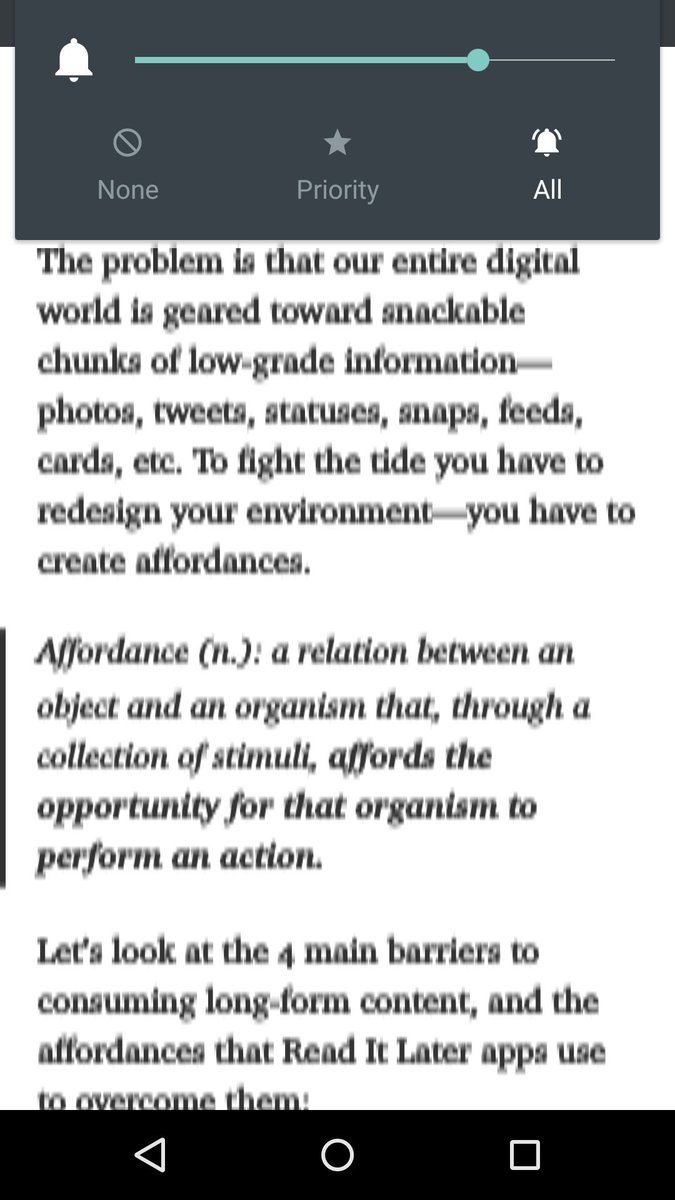 None Priority All
The problem is that our entire digital
world is geared toward snackable
chunks of low-grade information—
photos, tweets, statuses, snaps, feeds,
cards, etc. To fight the tide you have to
redesign your environment—you have to
create affordances.
Affordance (n.): a relation between an
object and an organism that, through a
collection of stimuli, affords the
opportunity for that organism to
perform an action.
Let's look at the 4 main barriers to
consuming long-form content, and the
affordances that Read It Later apps use
to overcome them: